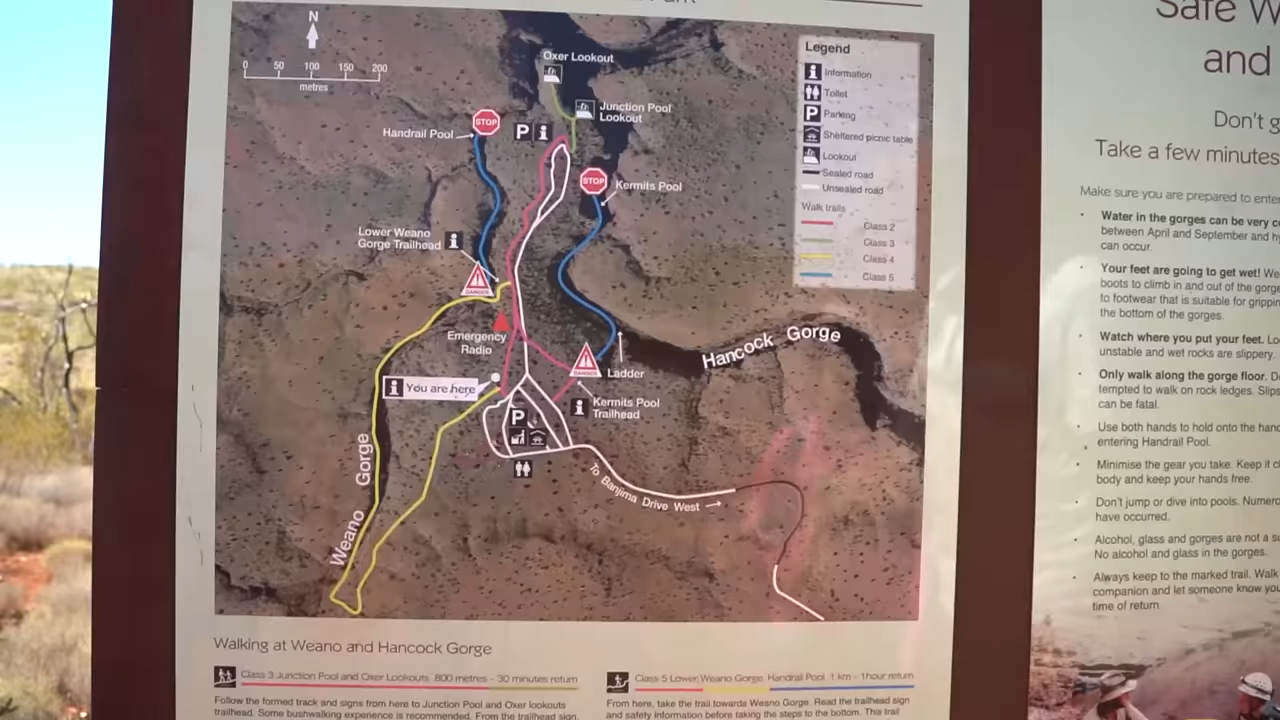 Park
N
0 50 100 150 200
metres
Oxer Lookout
Junction Pool
Lookout
STOP
Handrail Pool
P i
STOP
Kermits Pool
Lower Weano
Gorge Trailhead
i
DANGER
Emergency
Radio
Hancock Gorge
DANGER
Ladder
i You are here
Kermits Pool
Trailhead
i
P
Weano Gorge
To Banjima Drive West →
Legend
i Information
Toilet
P Parking
Sheltered picnic table
Lookout
Sealed road
Unsealed road
Walk trails
Class 2
Class 3
Class 4
Class 5
Walking at Weano and Hancock Gorge
Class 3 Junction Pool and Oxer Lookouts 800 metres - 30 minutes return
Follow the formed track and signs from here to Junction Pool and Oxer lookouts
trailhead. Some bushwalking experience is recommended. From the trailhead sign,
Class 5 Lower Weano Gorge, Handrail Pool 1 km - 1hour return
From here, take the trail towards Weano Gorge. Read the trailhead sign
and safety information before taking the steps to the bottom. This trail
Safe W
and
Don't g
Take a few minutes
Make sure you are prepared to ente
• Water in the gorges can be very c
between April and September and h
can occur.
• Your feet are going to get wet! We
boots to climb in and out of the gorge
to footwear that is suitable for grippin
the bottom of the gorges.
• Watch where you put your feet. Lo
unstable and wet rocks are slippery.
• Only walk along the gorge floor. D
tempted to walk on rock ledges. Slips
can be fatal.
• Use both hands to hold onto the hand
entering Handrail Pool.
• Minimise the gear you take. Keep it c
body and keep your hands free.
• Don't jump or dive into pools. Numero
have occurred.
• Alcohol, glass and gorges are not a s
No alcohol and glass in the gorges.
• Always keep to the marked trail. Walk
companion and let someone know you
time of return.